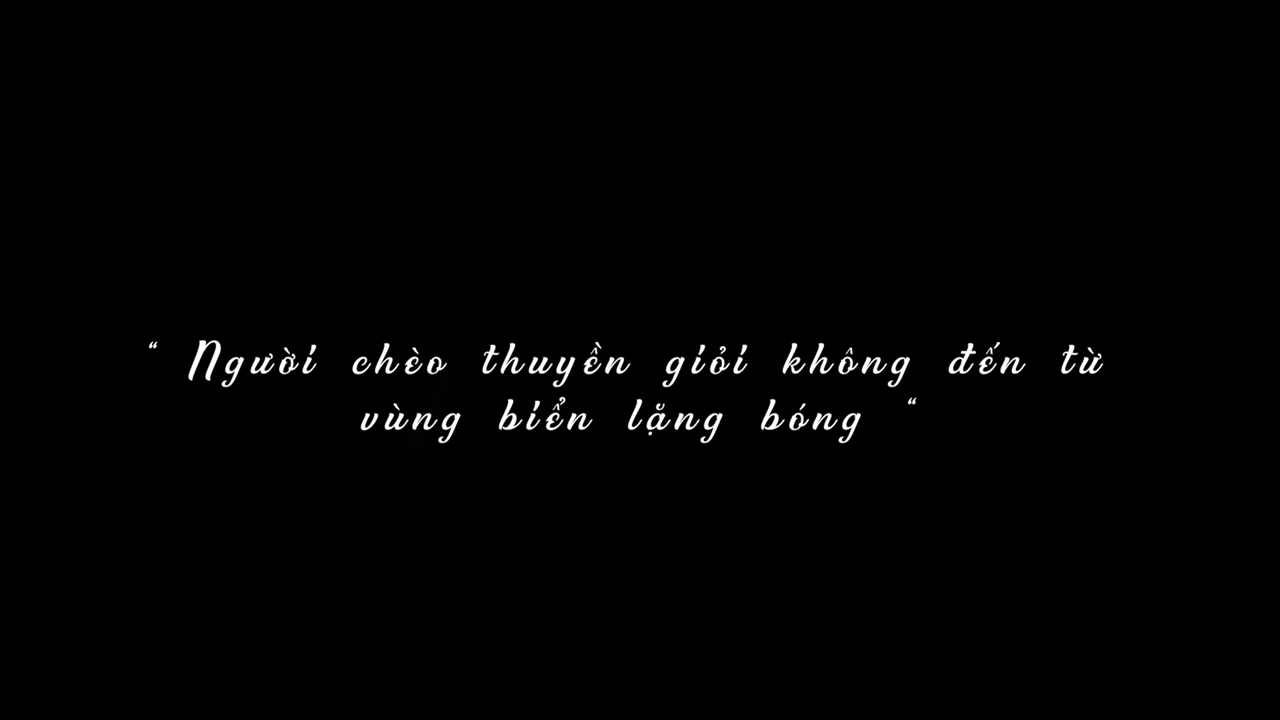 “ Người chèo thuyền giỏi không đến từ
vùng biển lặng bóng “